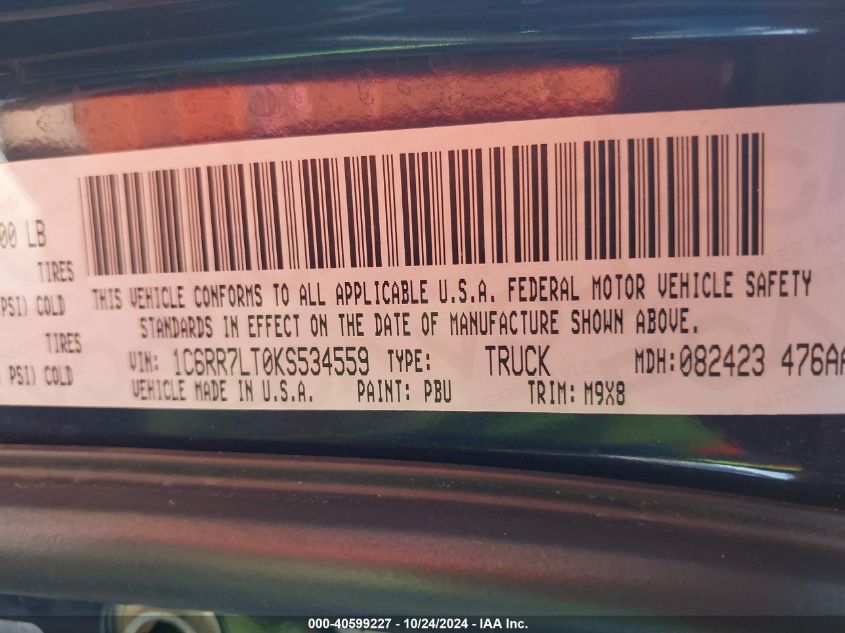 00 LB
TIRES
PSI) COLD
TIRES
PSI) COLD
THIS VEHICLE CONFORMS TO ALL APPLICABLE U.S.A. FEDERAL MOTOR VEHICLE SAFETY
STANDARDS IN EFFECT ON THE DATE OF MANUFACTURE SHOWN ABOVE.
VIN: 1C6RR7LT0KS534559 TYPE: TRUCK MDH:082423 476AA
VEHICLE MADE IN U.S.A. PAINT: PBU TRIM: M9X8
000-40599227 - 10/24/2024 - IAA Inc.